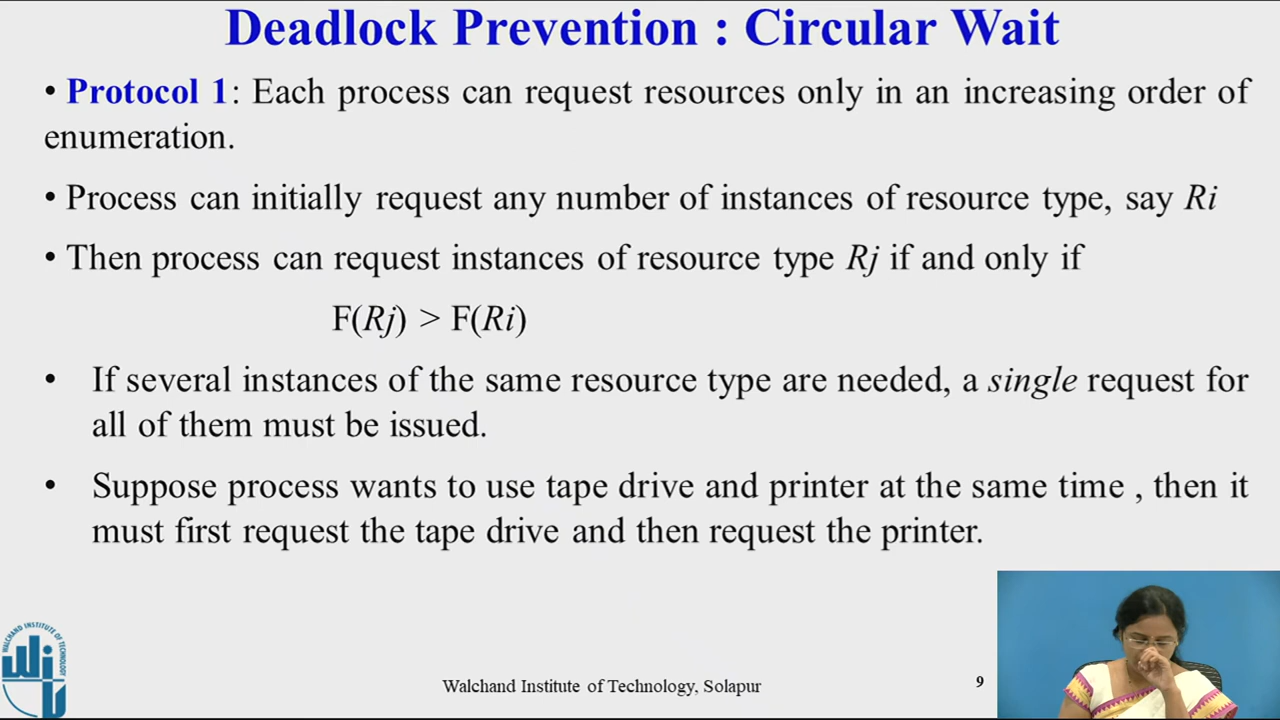 Deadlock Prevention : Circular Wait
• Protocol 1: Each process can request resources only in an increasing order of
enumeration.
• Process can initially request any number of instances of resource type, say Ri
• Then process can request instances of resource type Rj if and only if
F(Rj) > F(Ri)
• If several instances of the same resource type are needed, a single request for
all of them must be issued.
• Suppose process wants to use tape drive and printer at the same time , then it
must first request the tape drive and then request the printer.
WALCHAND INSTITUTE OF TECHNOLOGY
WIT
Walchand Institute of Technology, Solapur
9